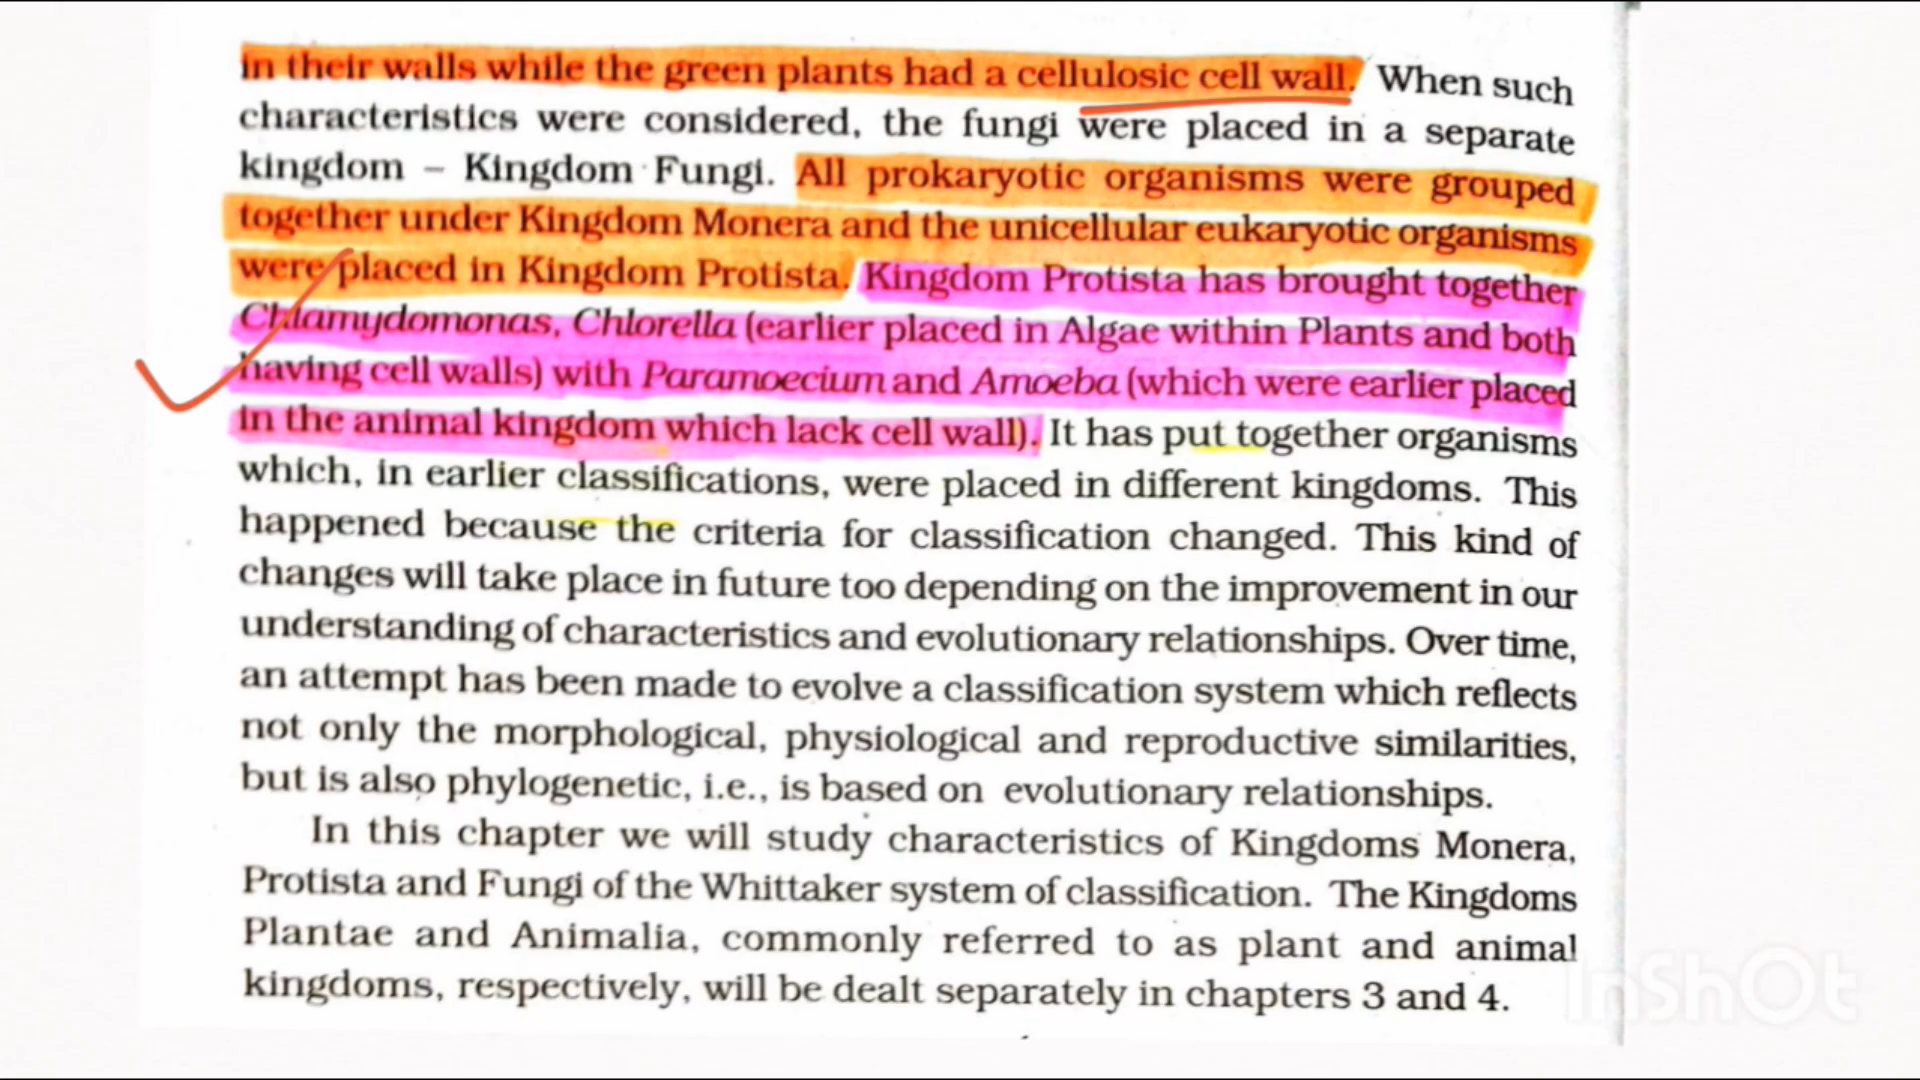 in their walls while the green plants had a cellulosic cell wall. When such
characteristics were considered, the fungi were placed in a separate
kingdom – Kingdom Fungi. All prokaryotic organisms were grouped
together under Kingdom Monera and the unicellular eukaryotic organisms
were placed in Kingdom Protista. Kingdom Protista has brought together
Chlamydomonas, Chlorella (earlier placed in Algae within Plants and both
having cell walls) with Paramoecium and Amoeba (which were earlier placed
in the animal kingdom which lack cell wall). It has put together organisms
which, in earlier classifications, were placed in different kingdoms. This
happened because the criteria for classification changed. This kind of
changes will take place in future too depending on the improvement in our
understanding of characteristics and evolutionary relationships. Over time,
an attempt has been made to evolve a classification system which reflects
not only the morphological, physiological and reproductive similarities,
but is also phylogenetic, i.e., is based on evolutionary relationships.
In this chapter we will study characteristics of Kingdoms Monera,
Protista and Fungi of the Whittaker system of classification. The Kingdoms
Plantae and Animalia, commonly referred to as plant and animal
kingdoms, respectively, will be dealt separately in chapters 3 and 4.
InShOt